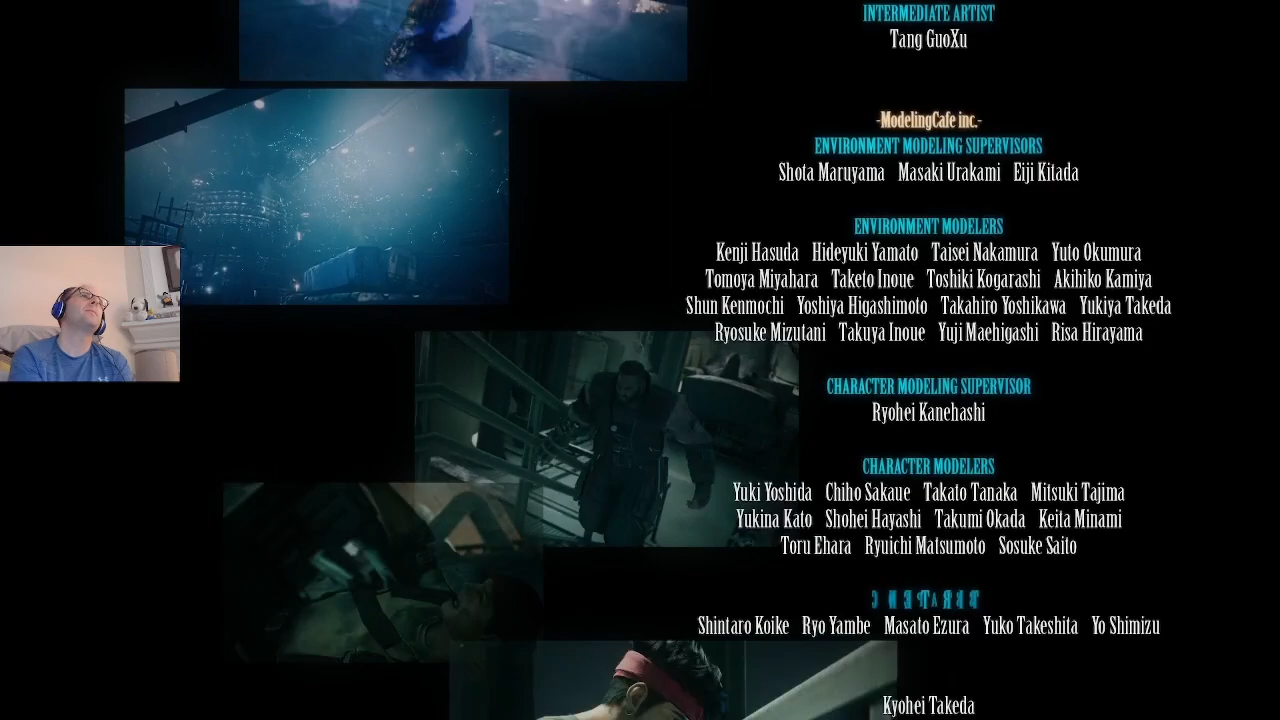 INTERMEDIATE ARTIST
Tang GuoXu
-ModelingCafe inc.-
ENVIRONMENT MODELING SUPERVISORS
Shota Maruyama Masaki Urakami Eiji Kitada
ENVIRONMENT MODELERS
Kenji Hasuda Hideyuki Yamato Taisei Nakamura Yuto Okumura
Tomoya Miyahara Taketo Inoue Toshiki Kogarashi Akihiko Kamiya
Shun Kenmochi Yoshiya Higashimoto Takahiro Yoshikawa Yukiya Takeda
Ryosuke Mizutani Takuya Inoue Yuji Maehigashi Risa Hirayama
CHARACTER MODELING SUPERVISOR
Ryohei Kanehashi
CHARACTER MODELERS
Yuki Yoshida Chiho Sakaue Takato Tanaka Mitsuki Tajima
Yukina Kato Shohei Hayashi Takumi Okada Keita Minami
Toru Ehara Ryuichi Matsumoto Sosuke Saito
Shintaro Koike Ryo Yambe Masato Ezura Yuko Takeshita Yo Shimizu
Kyohei Takeda